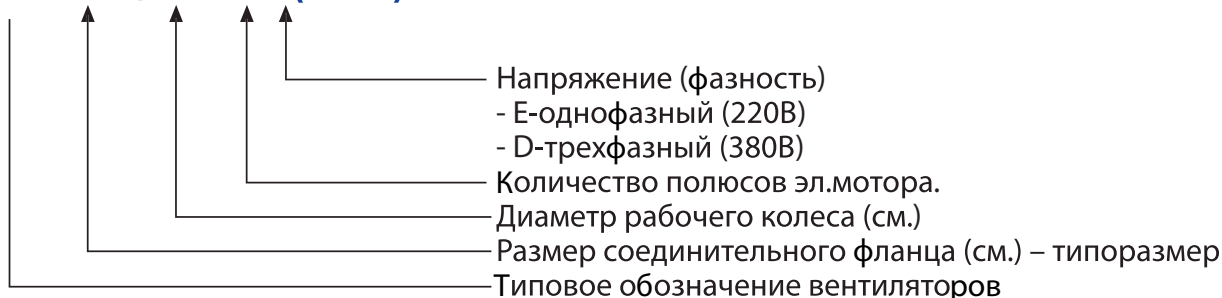 Напряжение (фазность)
- E-однофазный (220В)
- D-трехфазный (380В)
Количество полюсов эл.мотора.
Диаметр рабочего колеса (см.)
Размер соединительного фланца (см.) – типоразмер
Типовое обозначение вентиляторов